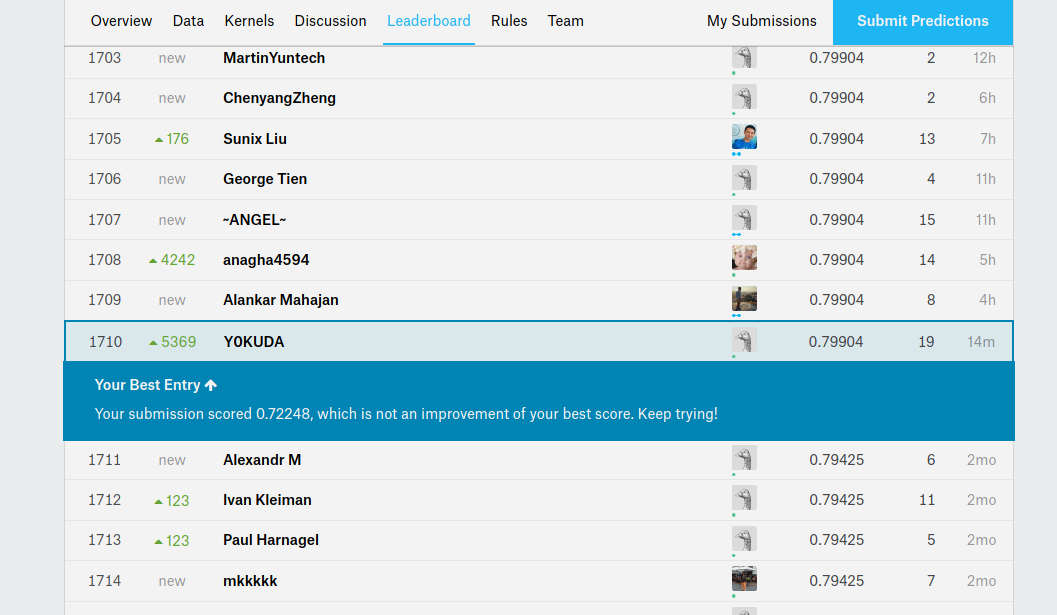 Overview Data Kernels Discussion Leaderboard Rules Team My Submissions Submit Predictions
1703 new MartinYuntech 0.79904 2 12h
1704 new ChenyangZheng 0.79904 2 6h
1705 176 Sunix Liu 0.79904 13 7h
1706 new George Tien 0.79904 4 11h
1707 new ~ANGEL~ 0.79904 15 11h
1708 4242 anagha4594 0.79904 14 5h
1709 new Alankar Mahajan 0.79904 8 4h
1710 5369 Y0KUDA 0.79904 19 14m
Your Best Entry
Your submission scored 0.72248, which is not an improvement of your best score. Keep trying!
1711 new Alexandr M 0.79425 6 2mo
1712 123 Ivan Kleiman 0.79425 11 2mo
1713 123 Paul Harnagel 0.79425 5 2mo
1714 new mkkkkk 0.79425 7 2mo